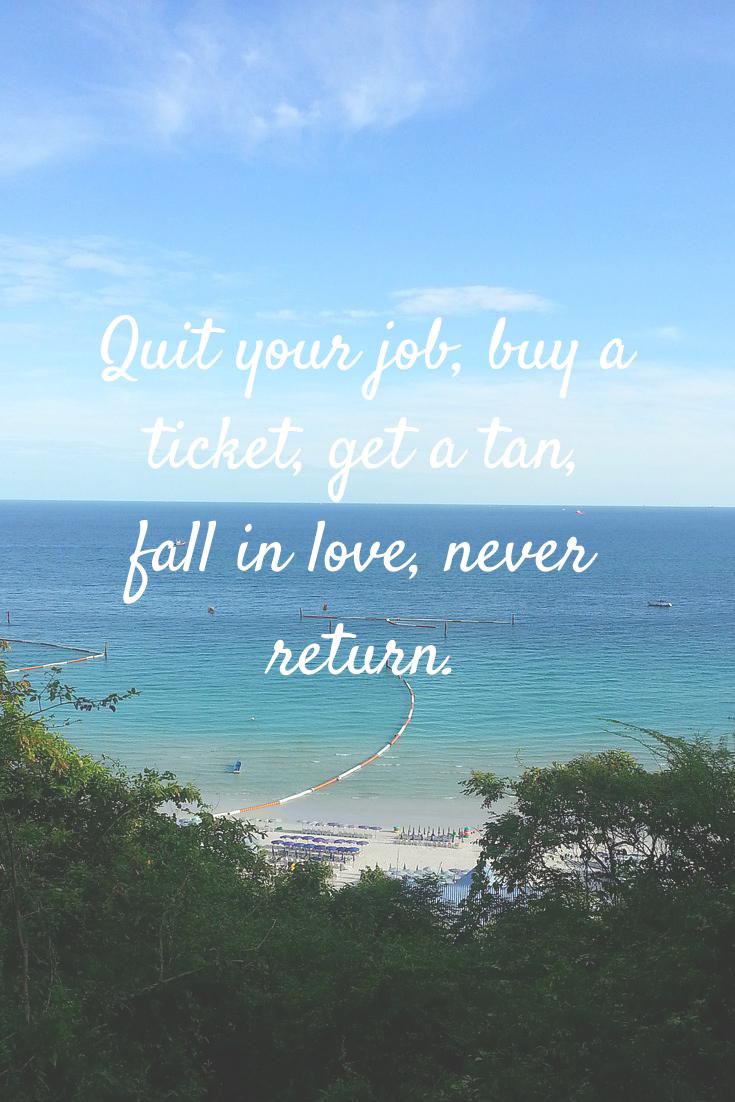 Quit your job, buy a
ticket, get a tan,
fall in love, never
return.